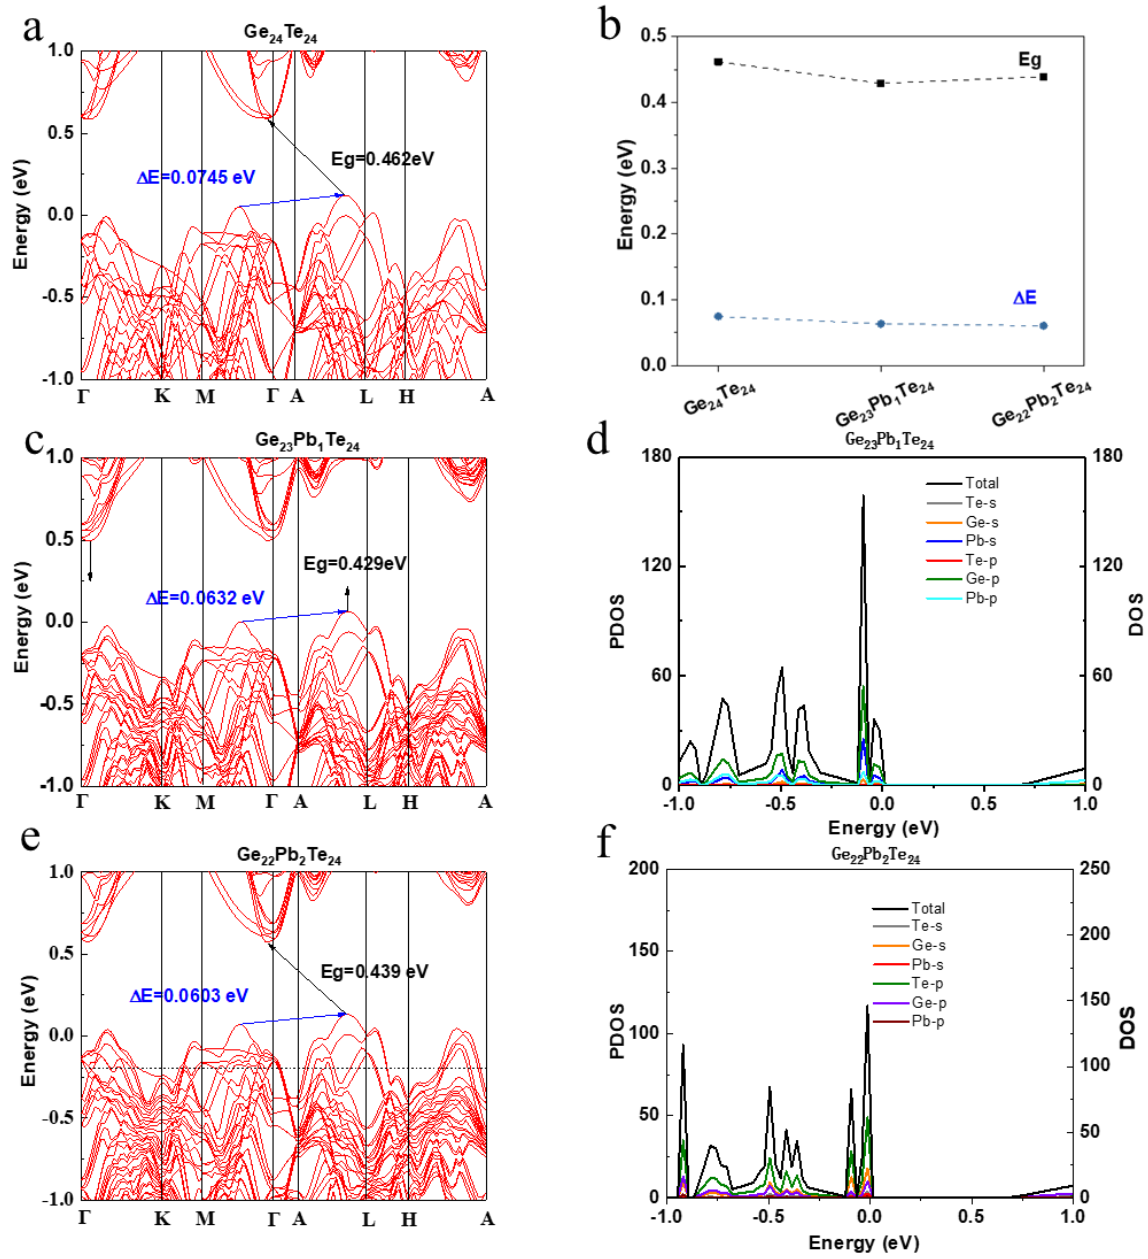 a
Ge24Te24
1.0
0.5
0.0
-0.5
-1.0
Energy (eV)
Eg=0.462eV
ΔE=0.0745 eV
Γ K M Γ A L H A
b
0.5
0.4
0.3
0.2
0.1
0.0
Energy (eV)
Eg
ΔE
Ge24Te24
Ge23Pb1Te24
Ge22Pb2Te24
c
Ge23Pb1Te24
1.0
0.5
0.0
-0.5
-1.0
Energy (eV)
Eg=0.429eV
ΔE=0.0632 eV
Γ K M Γ A L H A
d
Ge23Pb1Te24
180
120
60
0
PDOS
Total
Te-s
Ge-s
Pb-s
Te-p
Ge-p
Pb-p
180
120
60
0
DOS
-1.0 -0.5 0.0 0.5 1.0
Energy (eV)
e
Ge22Pb2Te24
1.0
0.5
0.0
-0.5
-1.0
Energy (eV)
Eg=0.439 eV
ΔE=0.0603 eV
Γ K M Γ A L H A
f
Ge22Pb2Te24
200
150
100
50
0
PDOS
Total
Te-s
Ge-s
Pb-s
Te-p
Ge-p
Pb-p
250
200
150
100
50
0
DOS
-1.0 -0.5 0.0 0.5 1.0
Energy (eV)